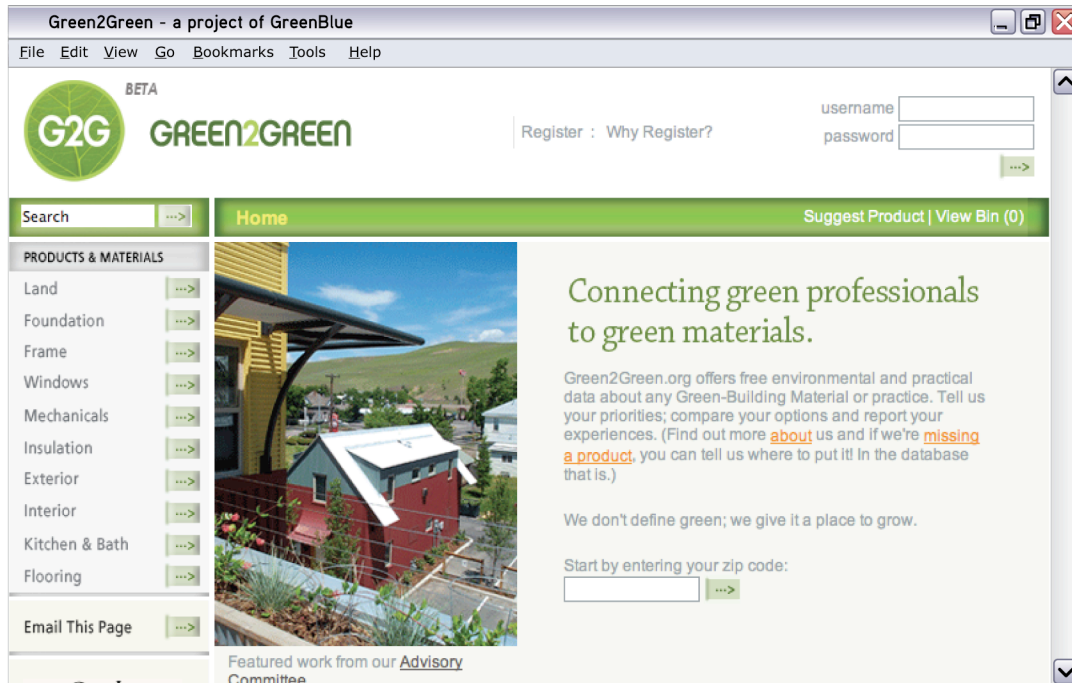 Green2Green - a project of GreenBlue
File Edit View Go Bookmarks Tools Help
BETA
G2G
GREEN2GREEN
Register : Why Register?
username
password
--->
Search --->
Home
Suggest Product | View Bin (0)
PRODUCTS & MATERIALS
Land --->
Foundation --->
Frame --->
Windows --->
Mechanicals --->
Insulation --->
Exterior --->
Interior --->
Kitchen & Bath --->
Flooring --->
Email This Page --->
Connecting green professionals
to green materials.
Green2Green.org offers free environmental and practical
data about any Green-Building Material or practice. Tell us
your priorities; compare your options and report your
experiences. (Find out more about us and if we're missing
a product, you can tell us where to put it! In the database
that is.)
We don't define green; we give it a place to grow.
Start by entering your zip code:
--->
Featured work from our Advisory
Committee